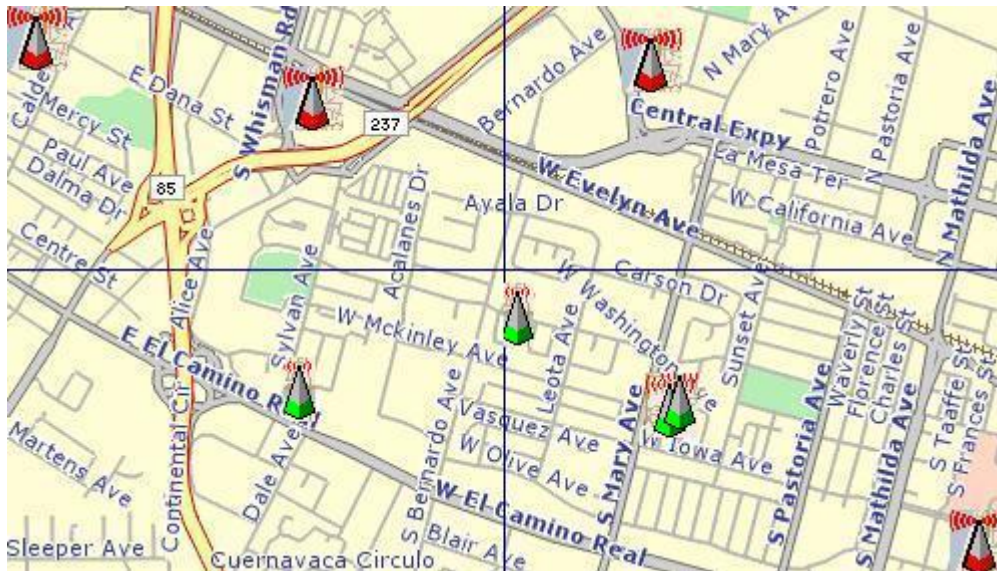 S Whisman Rd
N Mary Av
Potrero Ave
N Pastoria Ave
Bernardo Ave
E Dana St
Mercy St
237
Central Expy
Paul Ave
La Mesa Ter
N Mathilda Ave
Dalma Dr
85
W Evelyn Ave
Ayala Dr
W California Ave
Centre St
Alice Ave
Acalanes Dr
Carson Dr
W Washington Ave
Sylvan Ave
W Mckinley Ave
Sunset Ave
Waverly St
Florence St
Charles St
E El Camino Real
Leota Ave
S Taaffe St
S Frances St
Vasquez Ave
W Iowa Ave
W Olive Ave
S Bernardo Ave
S Mary Ave
S Pastoria Ave
S Mathilda Ave
Martens Ave
Continental Cir
Dale Ave
W El Camino Real
Blair Ave
Sleeper Ave
Cuernavaca Circulo